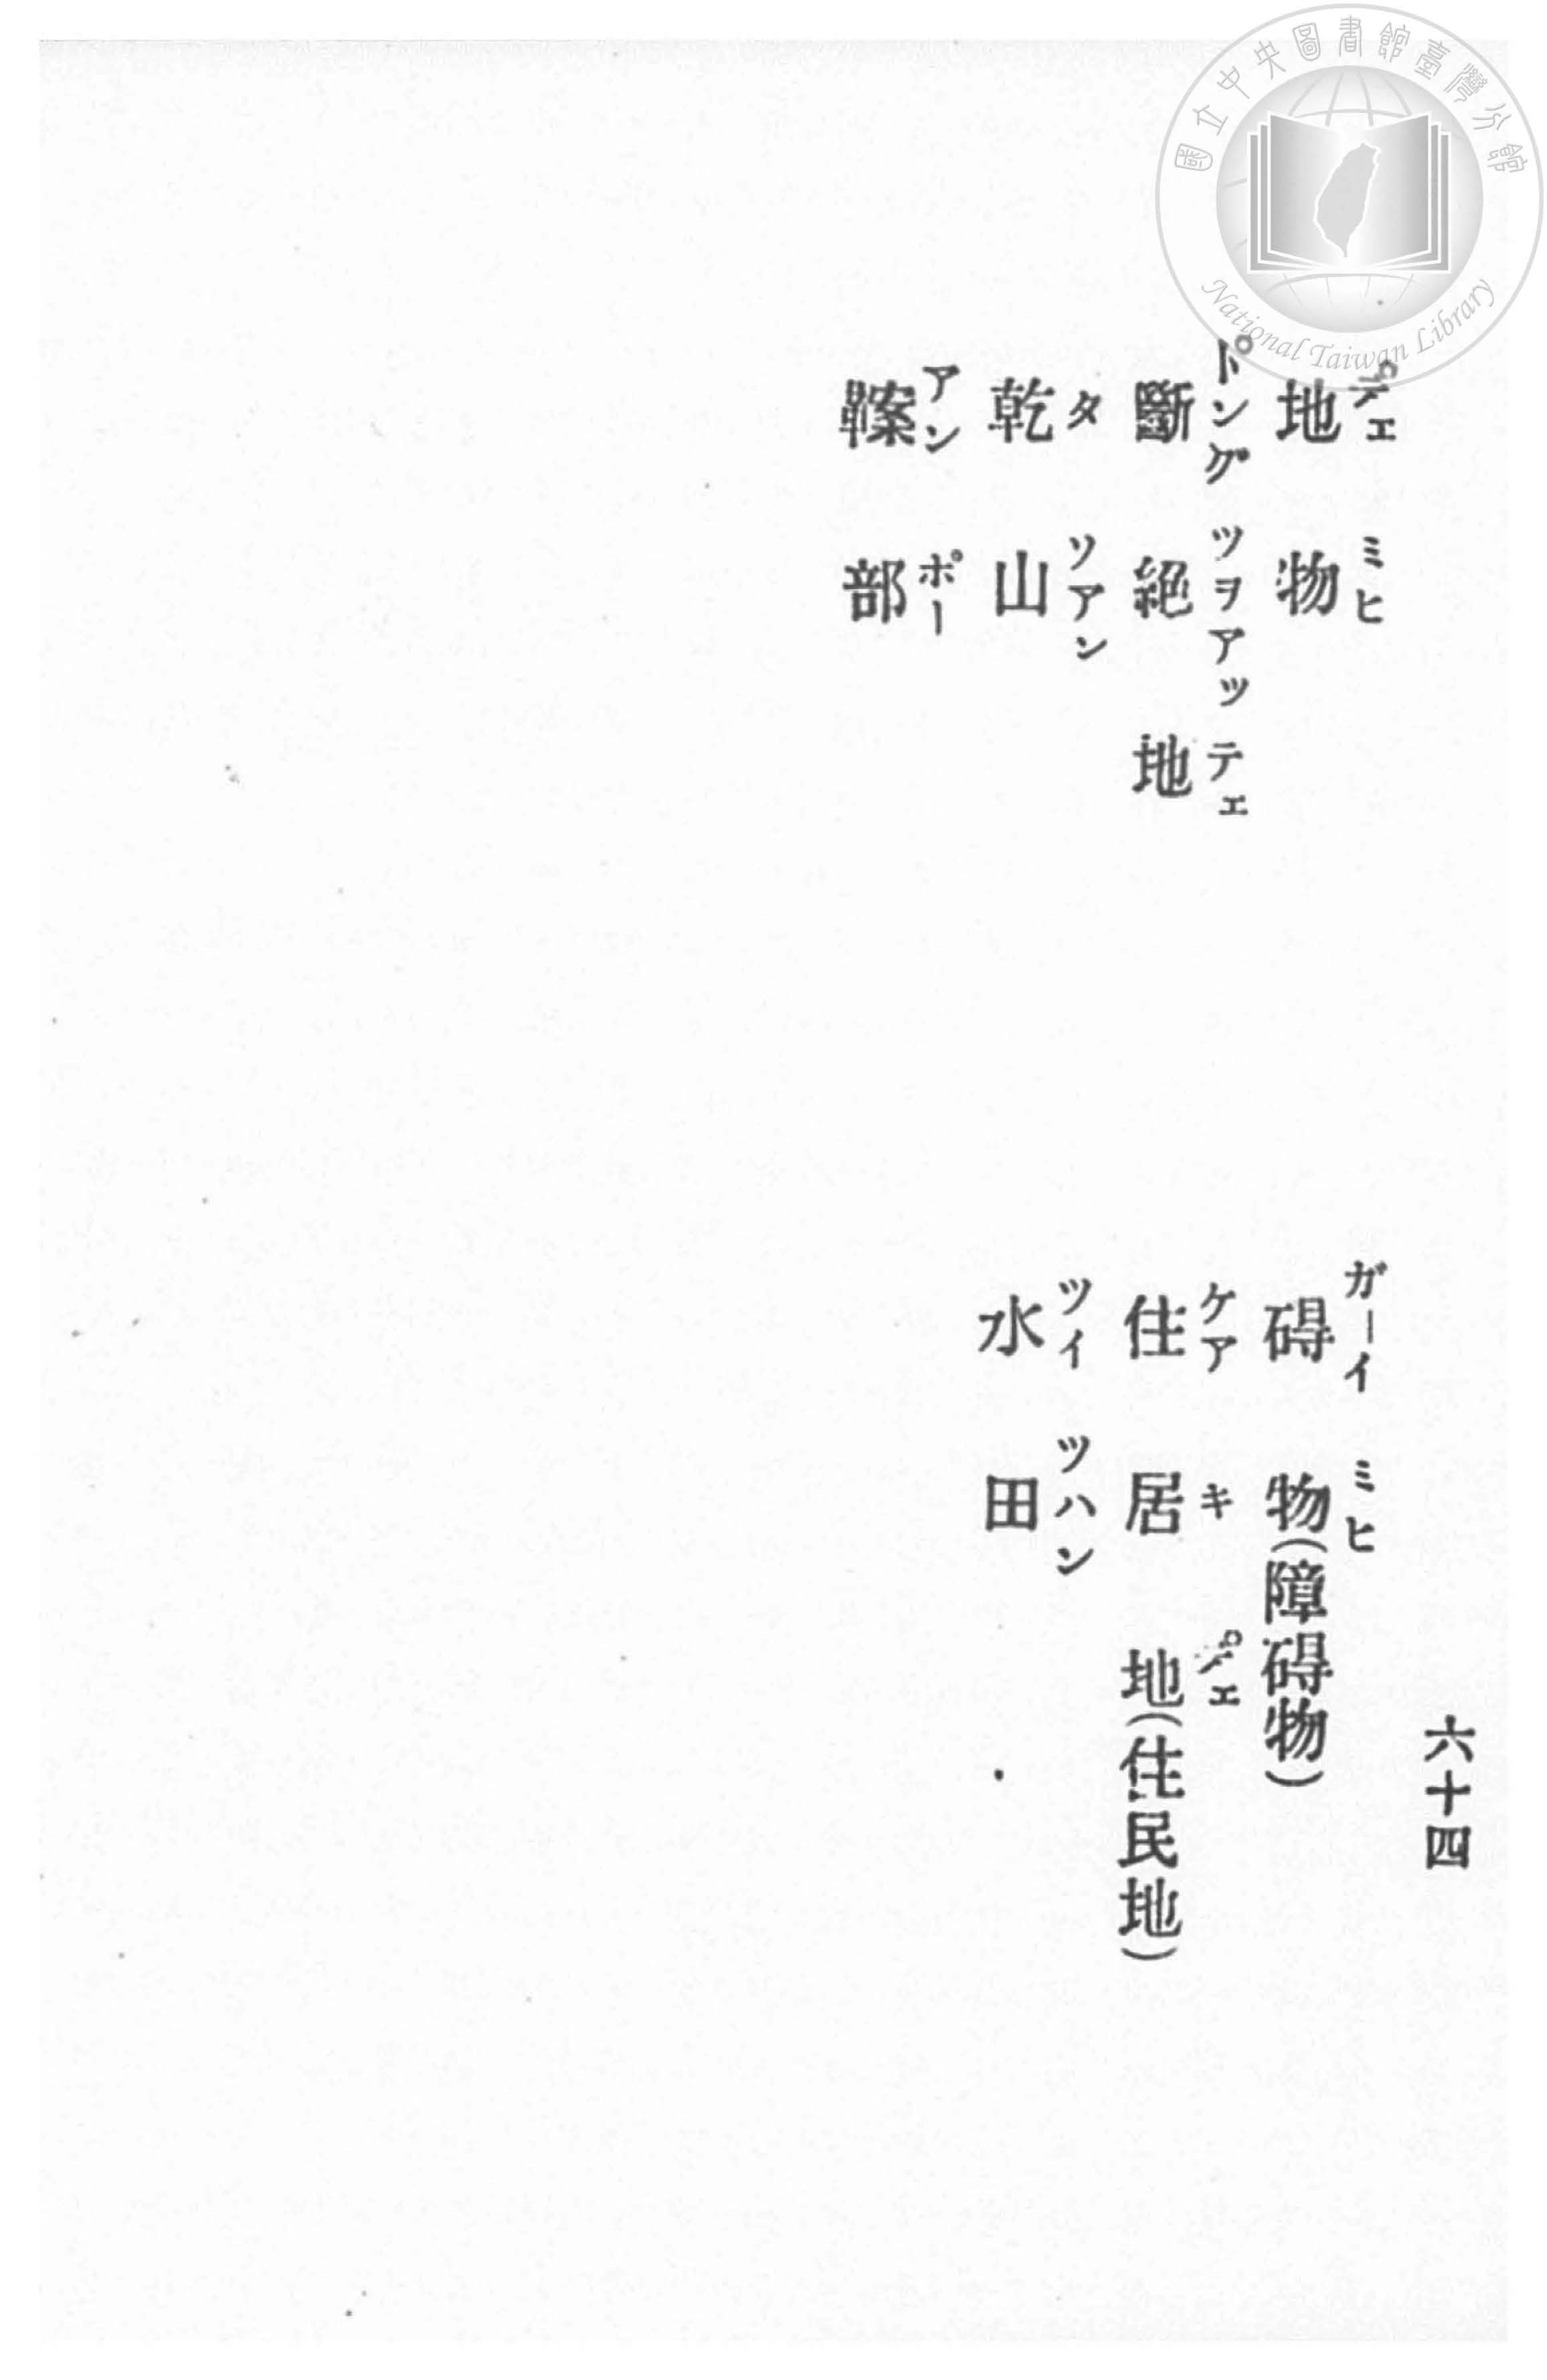 國立中央圖書館臺灣分館
National Taiwan Library
六十四
地物 テ゚ェ ミヒ
斷絕地 ト゚ング ツヲアッ テェ
乾山 タ ソアン
鞍部 アン ポー
碍物(障碍物) ガーイ ミヒ
住居地(住民地) ケア キ テ゚ェ
水田 ツイ ツハン